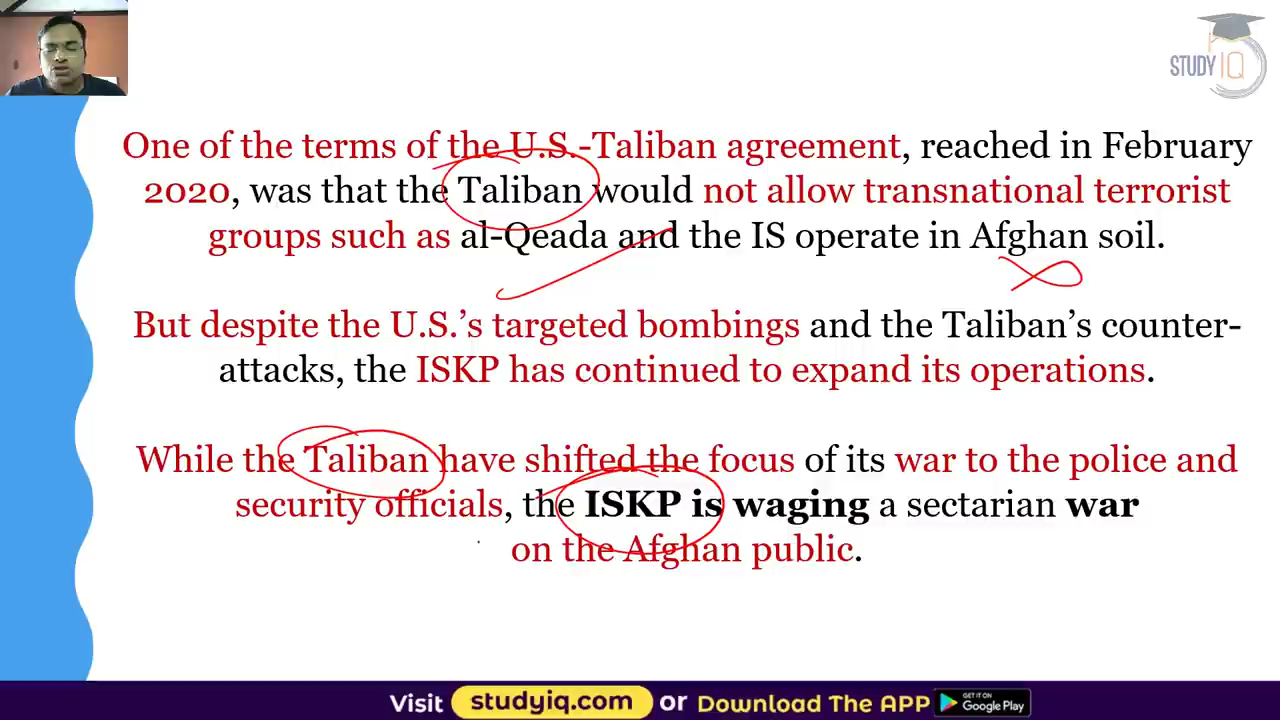 STUDY IQ
One of the terms of the U.S.-Taliban agreement, reached in February
2020, was that the Taliban would not allow transnational terrorist
groups such as al-Qeada and the IS operate in Afghan soil.
But despite the U.S.’s targeted bombings and the Taliban’s counter-
attacks, the ISKP has continued to expand its operations.
While the Taliban have shifted the focus of its war to the police and
security officials, the ISKP is waging a sectarian war
on the Afghan public.
Visit studyiq.com or Download The APP GET IT ON Google Play